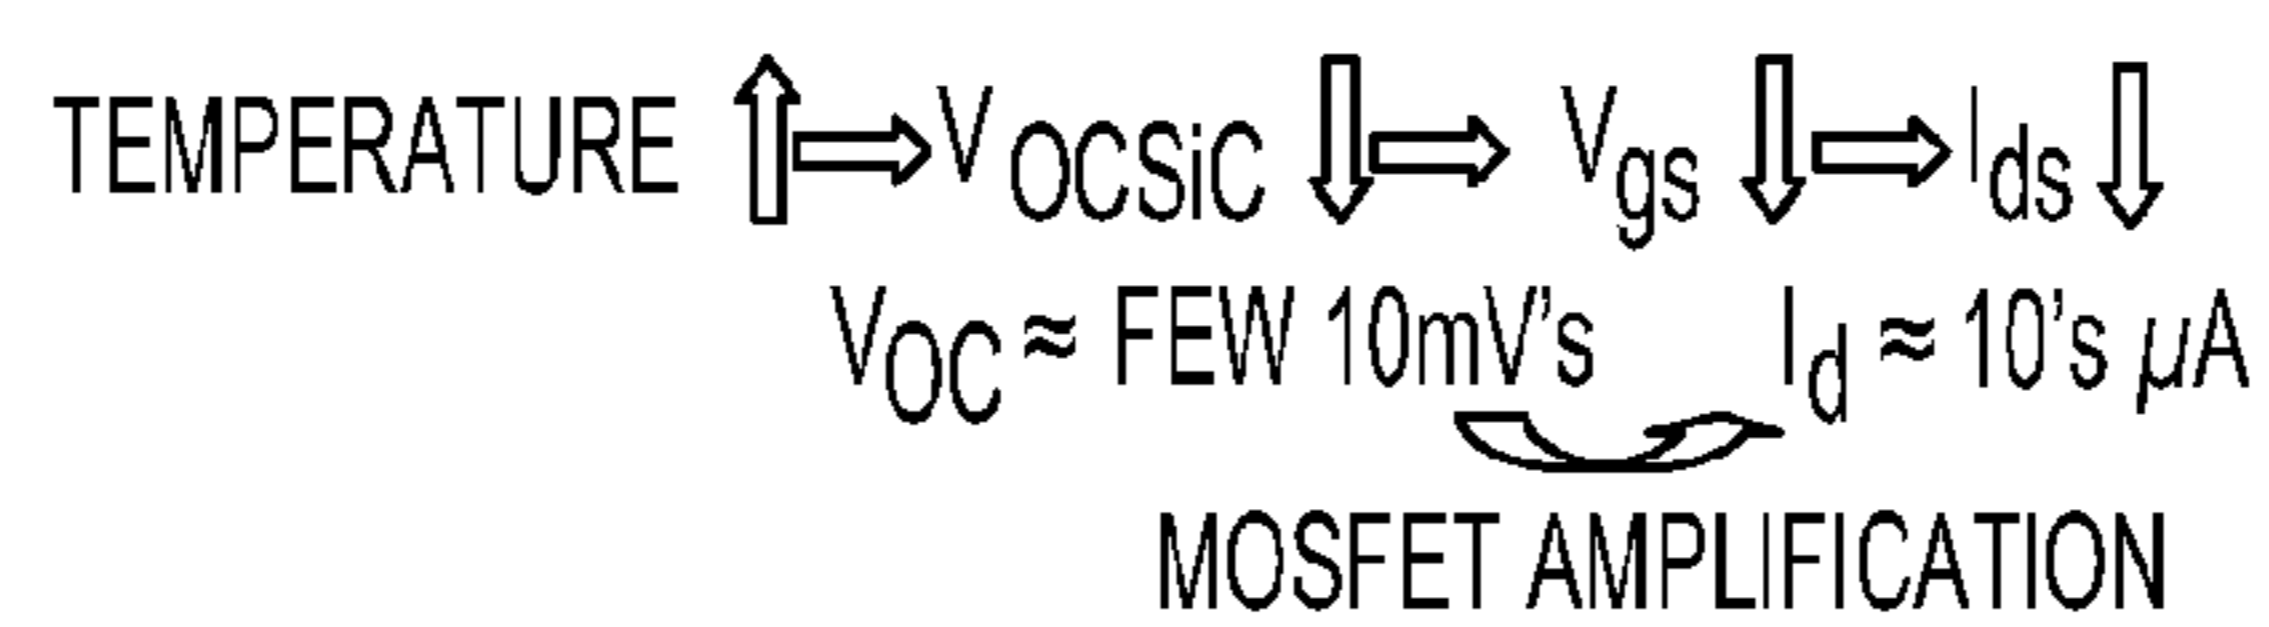 TEMPERATURE ⇧ ⇨ V OCSiC ⇩ ⇨ Vgs ⇩ ⇨ Ids ⇩
VOC ≈ FEW 10mV's Id ≈ 10's µA
MOSFET AMPLIFICATION